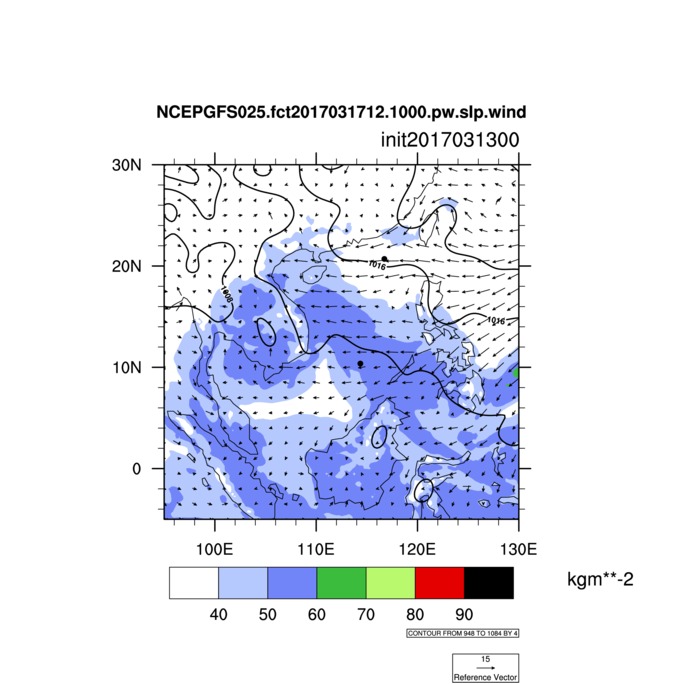 NCEPGFS025.fct2017031712.1000.pw.slp.wind
init2017031300
30N
20N
10N
0
1016
1008
1016
100E 110E 120E 130E
kgm**-2
40 50 60 70 80 90
CONTOUR FROM 948 TO 1084 BY 4
15
Reference Vector